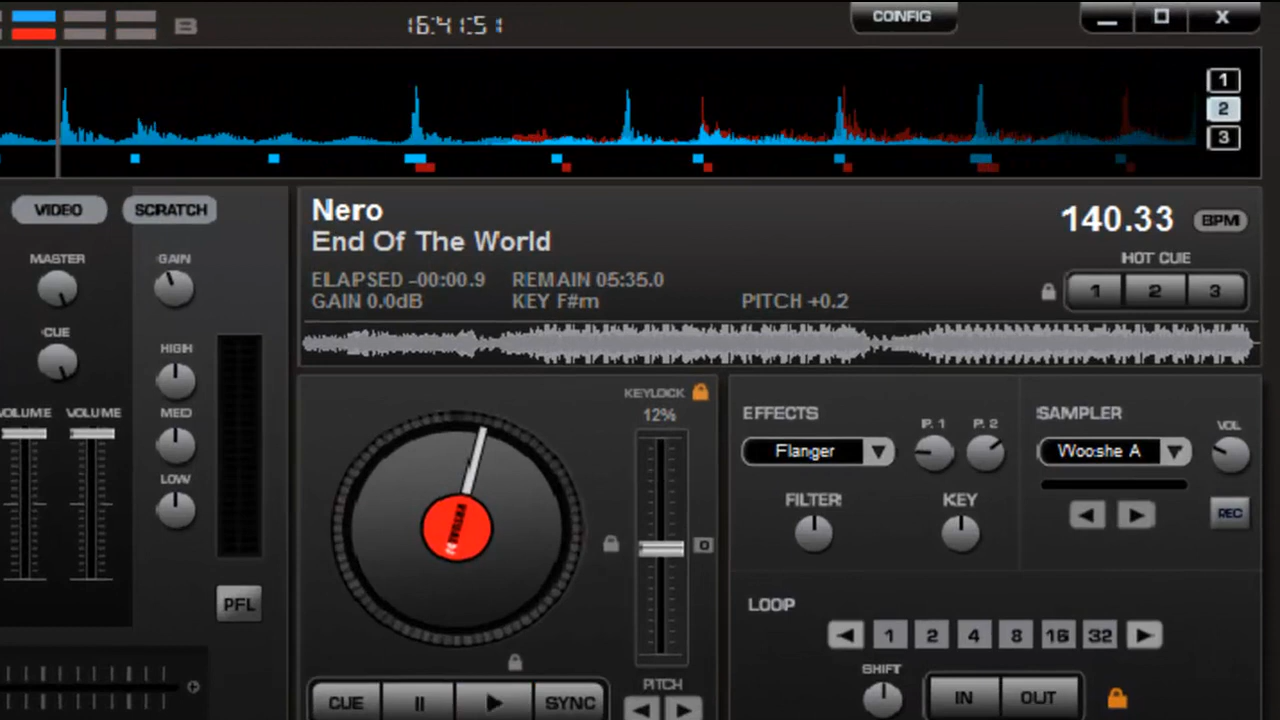 B
16:41:51
CONFIG
X
1
2
3
VIDEO
SCRATCH
Nero
End Of The World
140.33 BPM
ELAPSED -00:00.9 REMAIN 05:35.0
GAIN 0.0dB KEY F#m PITCH +0.2
HOT CUE
1 2 3
MASTER
GAIN
CUE
HIGH
MED
LOW
VOLUME VOLUME
PFL
KEYLOCK
12%
0
PITCH
CUE
SYNC
EFFECTS
P. 1 P. 2
Flanger
FILTER
KEY
SAMPLER
VOL
Woo:she A
REC
LOOP
1 2 4 8 16 32
SHIFT
IN OUT